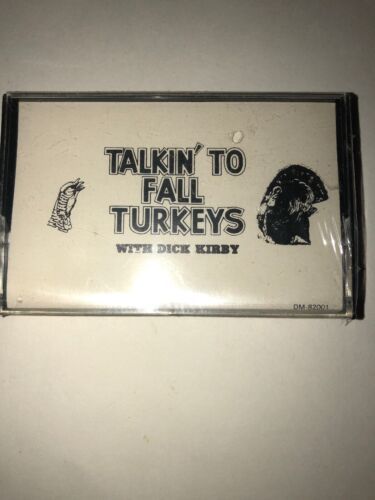 TALKIN' TO
FALL
TURKEYS
WITH DICK KIRBY
DM-82001